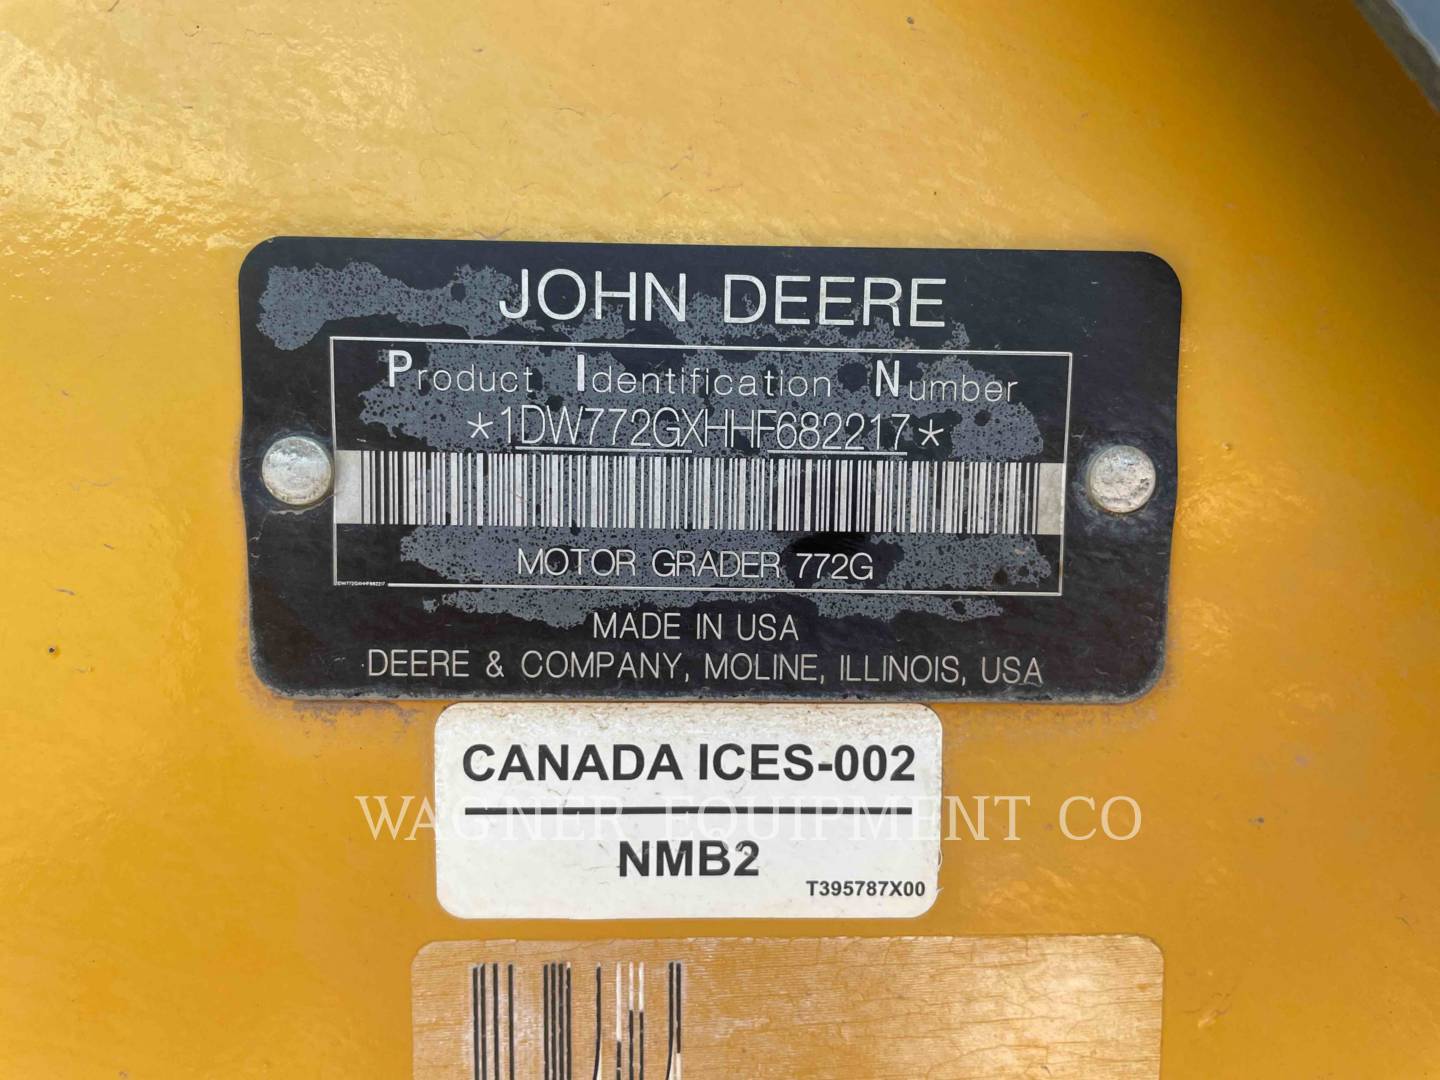 JOHN DEERE
Product Identification Number
*1DW772GXHHF682217*
MOTOR GRADER 772G
1DW772GXHHF682217
MADE IN USA
DEERE & COMPANY, MOLINE, ILLINOIS, USA
CANADA ICES-002
WAGNER EQUIPMENT CO
NMB2
T395787X00